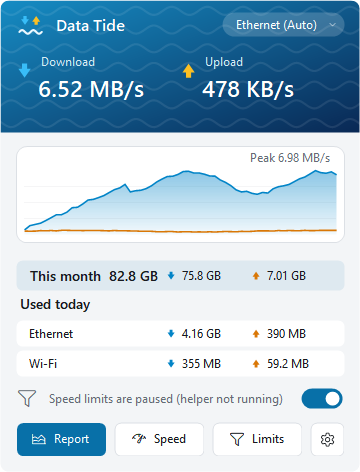 Data Tide
Ethernet (Auto)
Download
Upload
6.52 MB/s
478 KB/s
Peak 6.98 MB/s
This month 82.8 GB 75.8 GB 7.01 GB
Used today
Ethernet 4.16 GB 390 MB
Wi-Fi 355 MB 59.2 MB
Speed limits are paused (helper not running)
Report Speed Limits